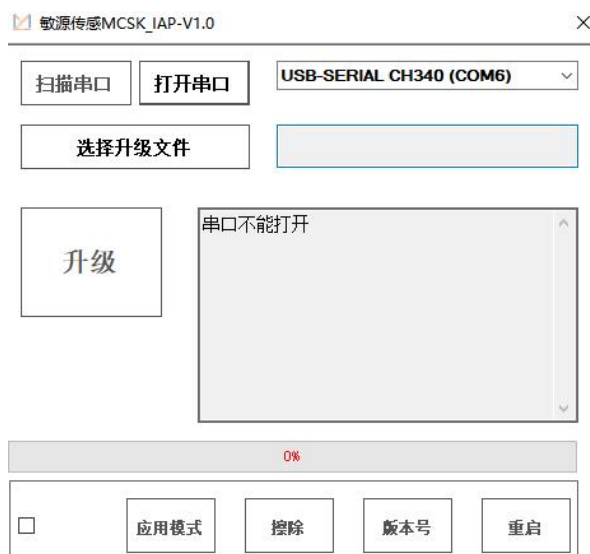 敏源传感MCSK_IAP-V1.0
扫描串口 打开串口 USB-SERIAL CH340 (COM6)
选择升级文件
升级
串口不能打开
0%
应用模式 擦除 版本号 重启